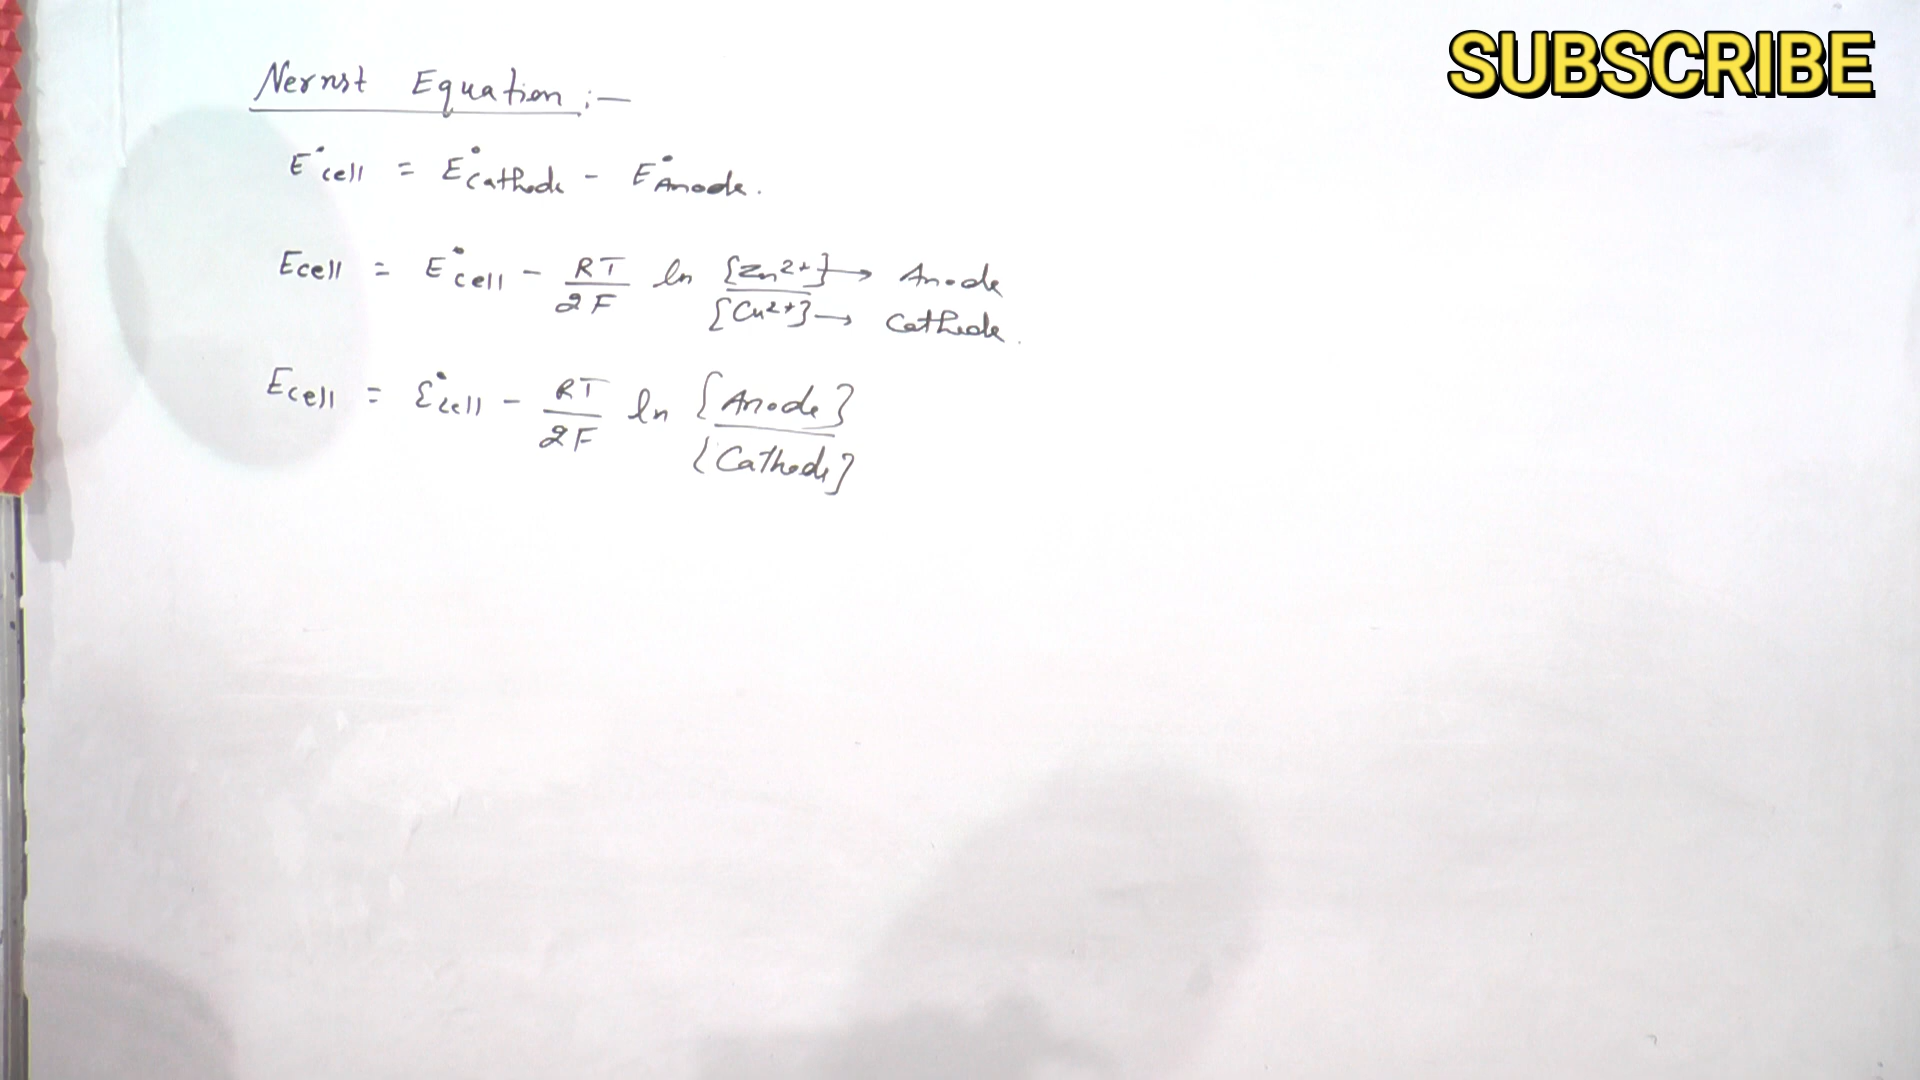 SUBSCRIBE
Nernst Equation :—
E°cell = E°Cathode - E°Anode.
Ecell = E°cell - RT/2F ln {Zn2+} → Anode
{Cu2+} → Cathode.
Ecell = E°cell - RT/2F ln {Anode}
{Cathode}